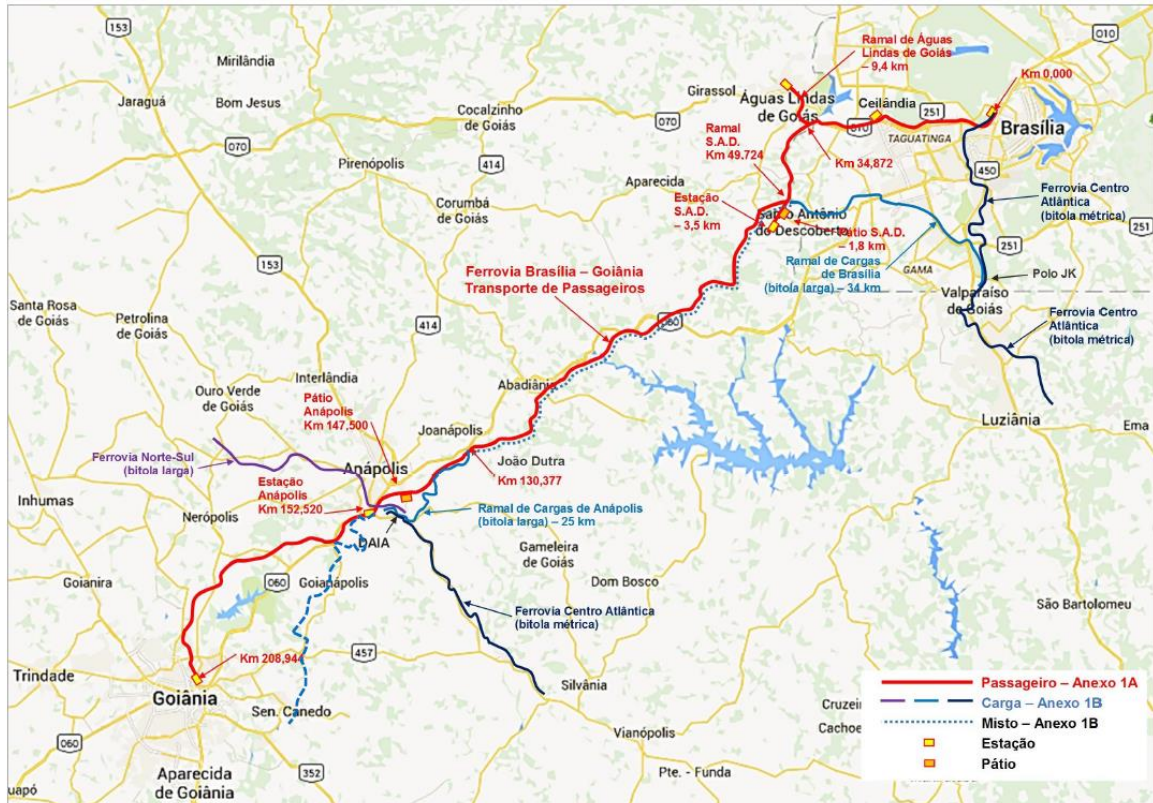 153
Mirilândia
Jaraguá
Bom Jesus
Cocalzinho
de Goiás
070
070
Pirenópolis
414
Corumbá
de Goiás
Aparecida
Girassol
Águas Lindas
de Goiás
Ramal de Águas
Lindas de Goiás
– 9,4 km
Ceilândia
251
TAGUATINGA
Km 0,000
010
Brasília
450
Km 34,872
Ramal
S.A.D.
Km 49.724
Estação
S.A.D.
– 3,5 km
Santo Antônio
do Descoberto
Pátio S.A.D.
– 1,8 km
Ramal de Cargas
de Brasília
(bitola larga) – 34 km
GAMA
Ferrovia Centro
Atlântica
(bitola métrica)
251
251
Polo JK
Valparaíso
de Goiás
Ferrovia Centro
Atlântica
(bitola métrica)
Luziânia
Ema
153
Santa Rosa
de Goiás
Petrolina
de Goiás
414
Ferrovia Brasília – Goiânia
Transporte de Passageiros
060
Interlândia
Abadiânia
Ouro Verde
de Goiás
Pátio
Anápolis
Km 147,500
Joanápolis
Ferrovia Norte-Sul
(bitola larga)
Anápolis
João Dutra
Km 130,377
Inhumas
Estação
Anápolis
Km 152,520
Nerópolis
Ramal de Cargas de Anápolis
(bitola larga) – 25 km
DAIA
Gameleira
de Goiás
Goianira
060
Goianápolis
Dom Bosco
Ferrovia Centro Atlântica
(bitola métrica)
São Bartolomeu
457
Km 208,944
Trindade
Goiânia
Sen. Canedo
Silvânia
Vianópolis
060
352
Aparecida
de Goiânia
Pte. - Funda
Passageiro – Anexo 1A
Carga – Anexo 1B
Misto – Anexo 1B
Estação
Pátio